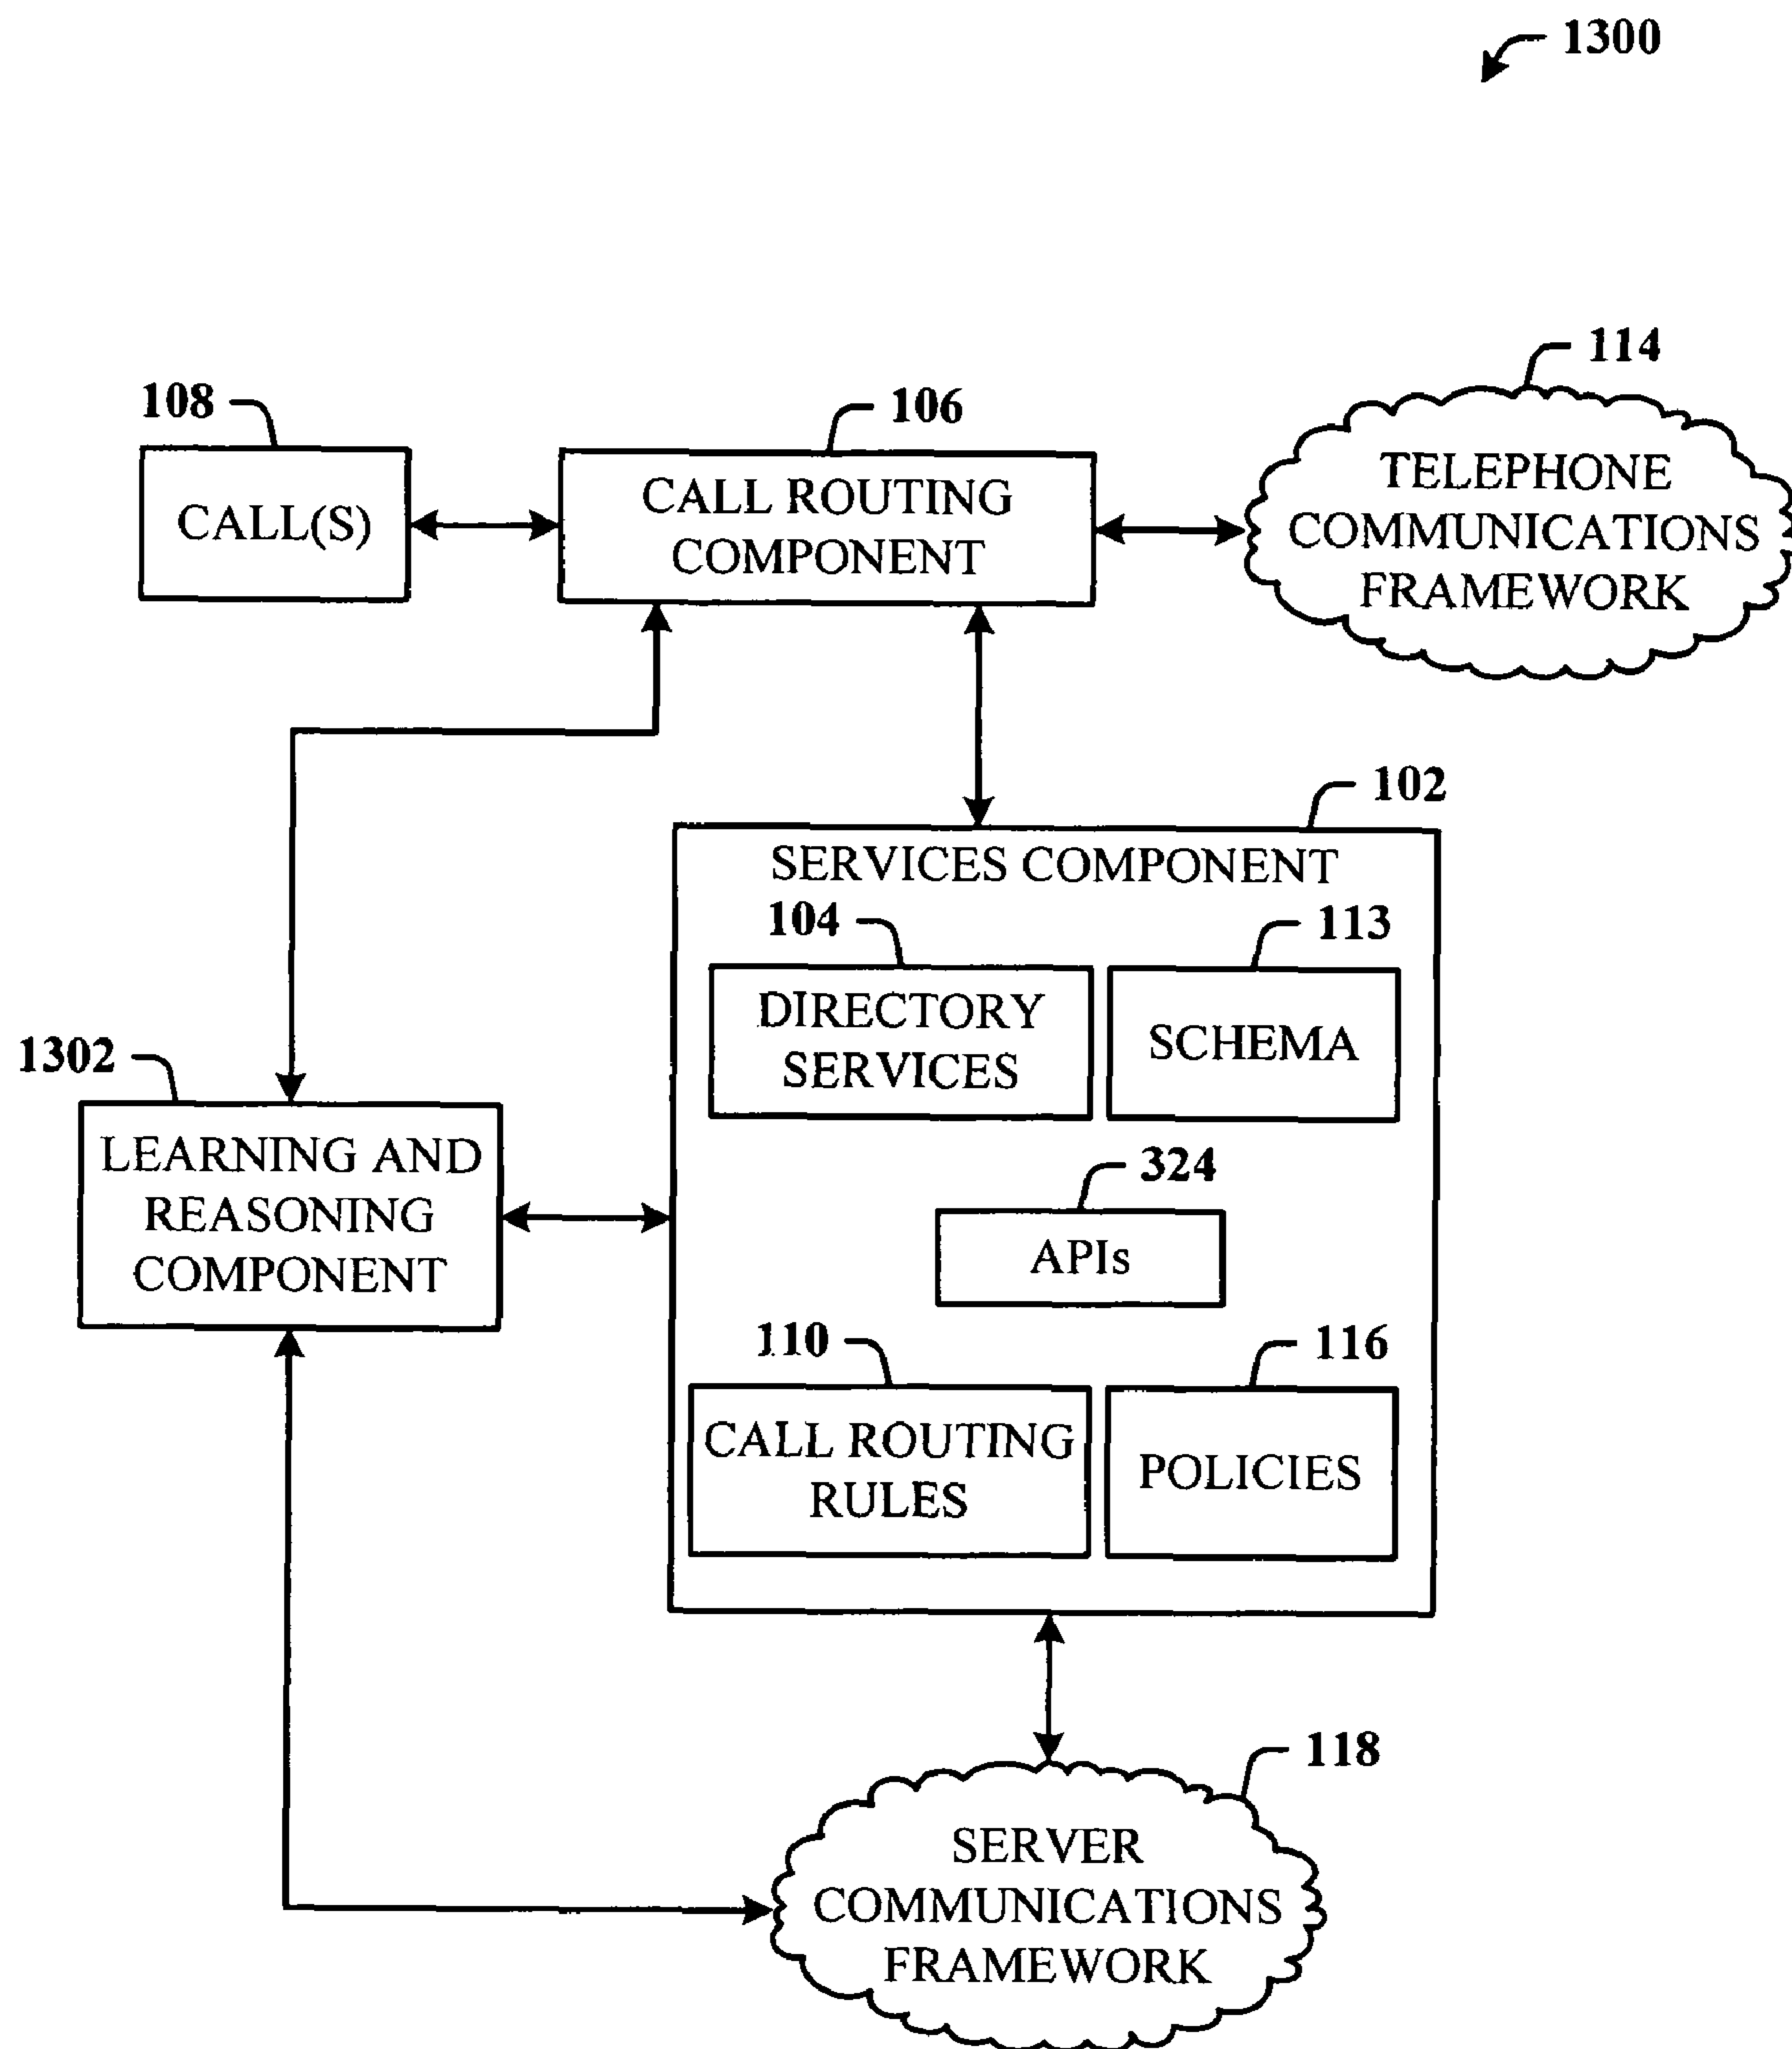 1300
114
108
106
TELEPHONE
COMMUNICATIONS
FRAMEWORK
CALL(S)
CALL ROUTING
COMPONENT
102
SERVICES COMPONENT
104
113
DIRECTORY
SERVICES
SCHEMA
1302
LEARNING AND
REASONING
COMPONENT
324
APIs
110
116
CALL ROUTING
RULES
POLICIES
118
SERVER
COMMUNICATIONS
FRAMEWORK